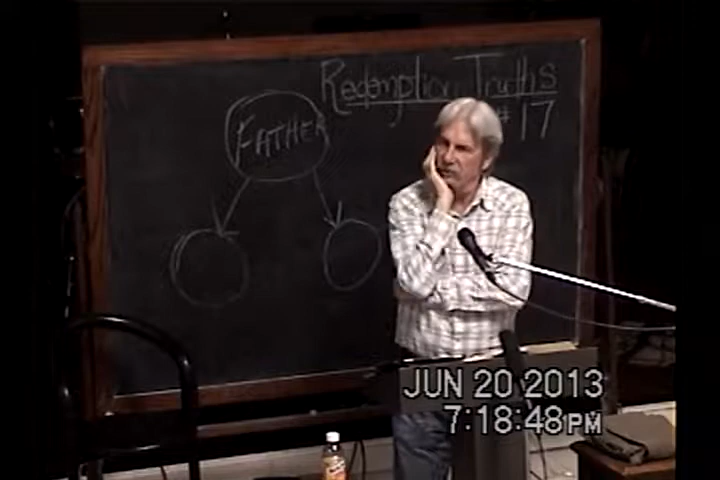 Redemption Truths
# 17
FATHER
JUN 20 2013
7:18:48PM